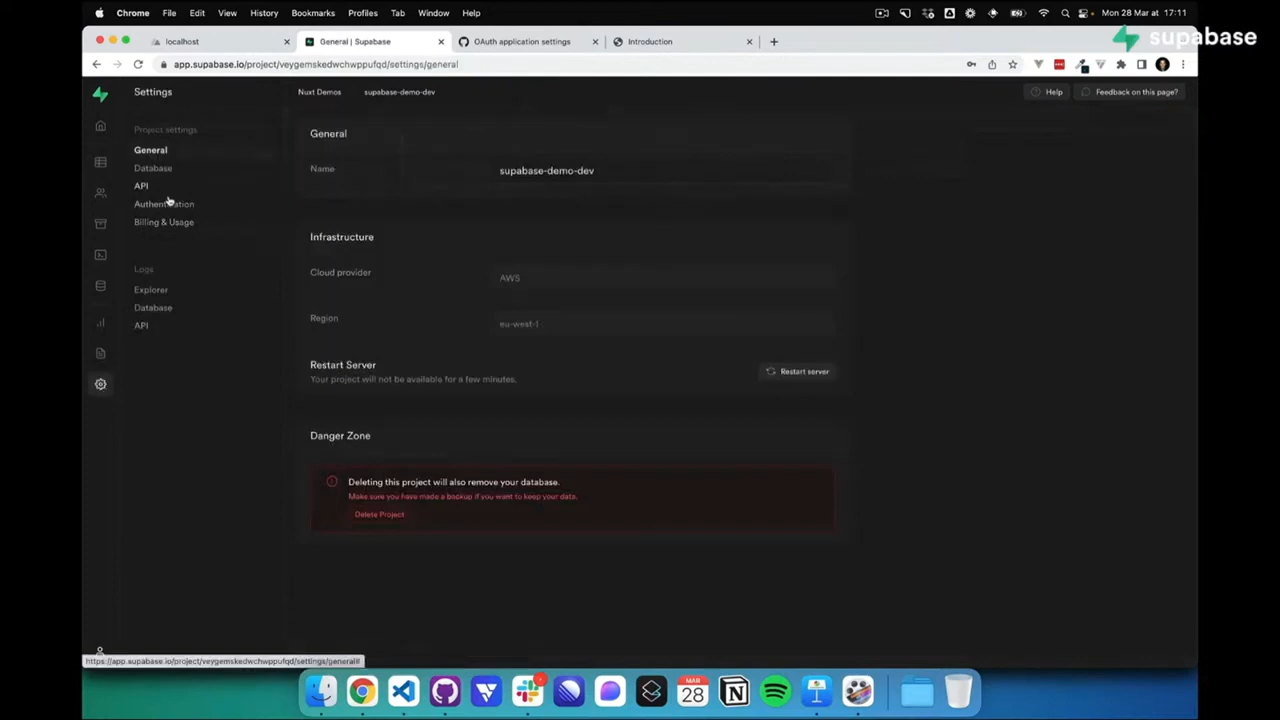 Chrome File Edit View History Bookmarks Profiles Tab Window Help Mon 28 Mar at 17:11
localhost General | Supabase OAuth application settings Introduction
supabase
app.supabase.io/project/veygemskedwchwppufqd/settings/general
Settings Nuxt Demos supabase-demo-dev Help Feedback on this page?
Project settings
General
Database
API
Authentication
Billing & Usage
Logs
Explorer
Database
API
General
Name supabase-demo-dev
Infrastructure
Cloud provider AWS
Region eu-west-1
Restart Server
Your project will not be available for a few minutes.
Restart server
Danger Zone
Deleting this project will also remove your database.
Make sure you have made a backup if you want to keep your data.
Delete Project
https://app.supabase.io/project/veygemskedwchwppufqd/settings/general#
MAR
28